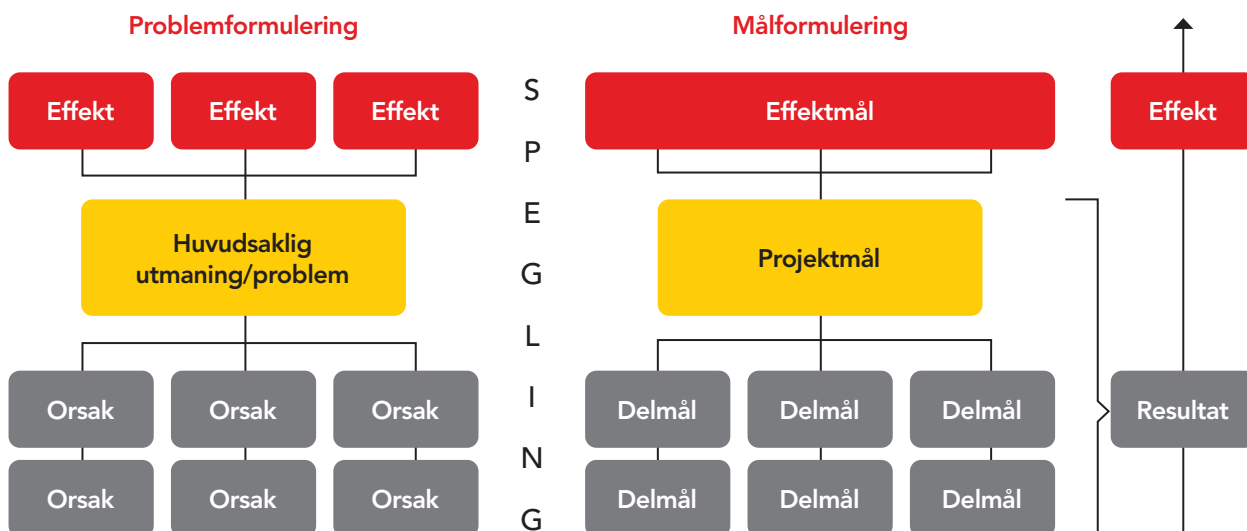 Problemformulering
Målformulering
Effekt
Effekt
Effekt
Effektmål
Effekt
Huvudsaklig
utmaning/problem
Projektmål
SPEGLING
Orsak
Orsak
Orsak
Delmål
Delmål
Delmål
Resultat
Orsak
Orsak
Orsak
Delmål
Delmål
Delmål